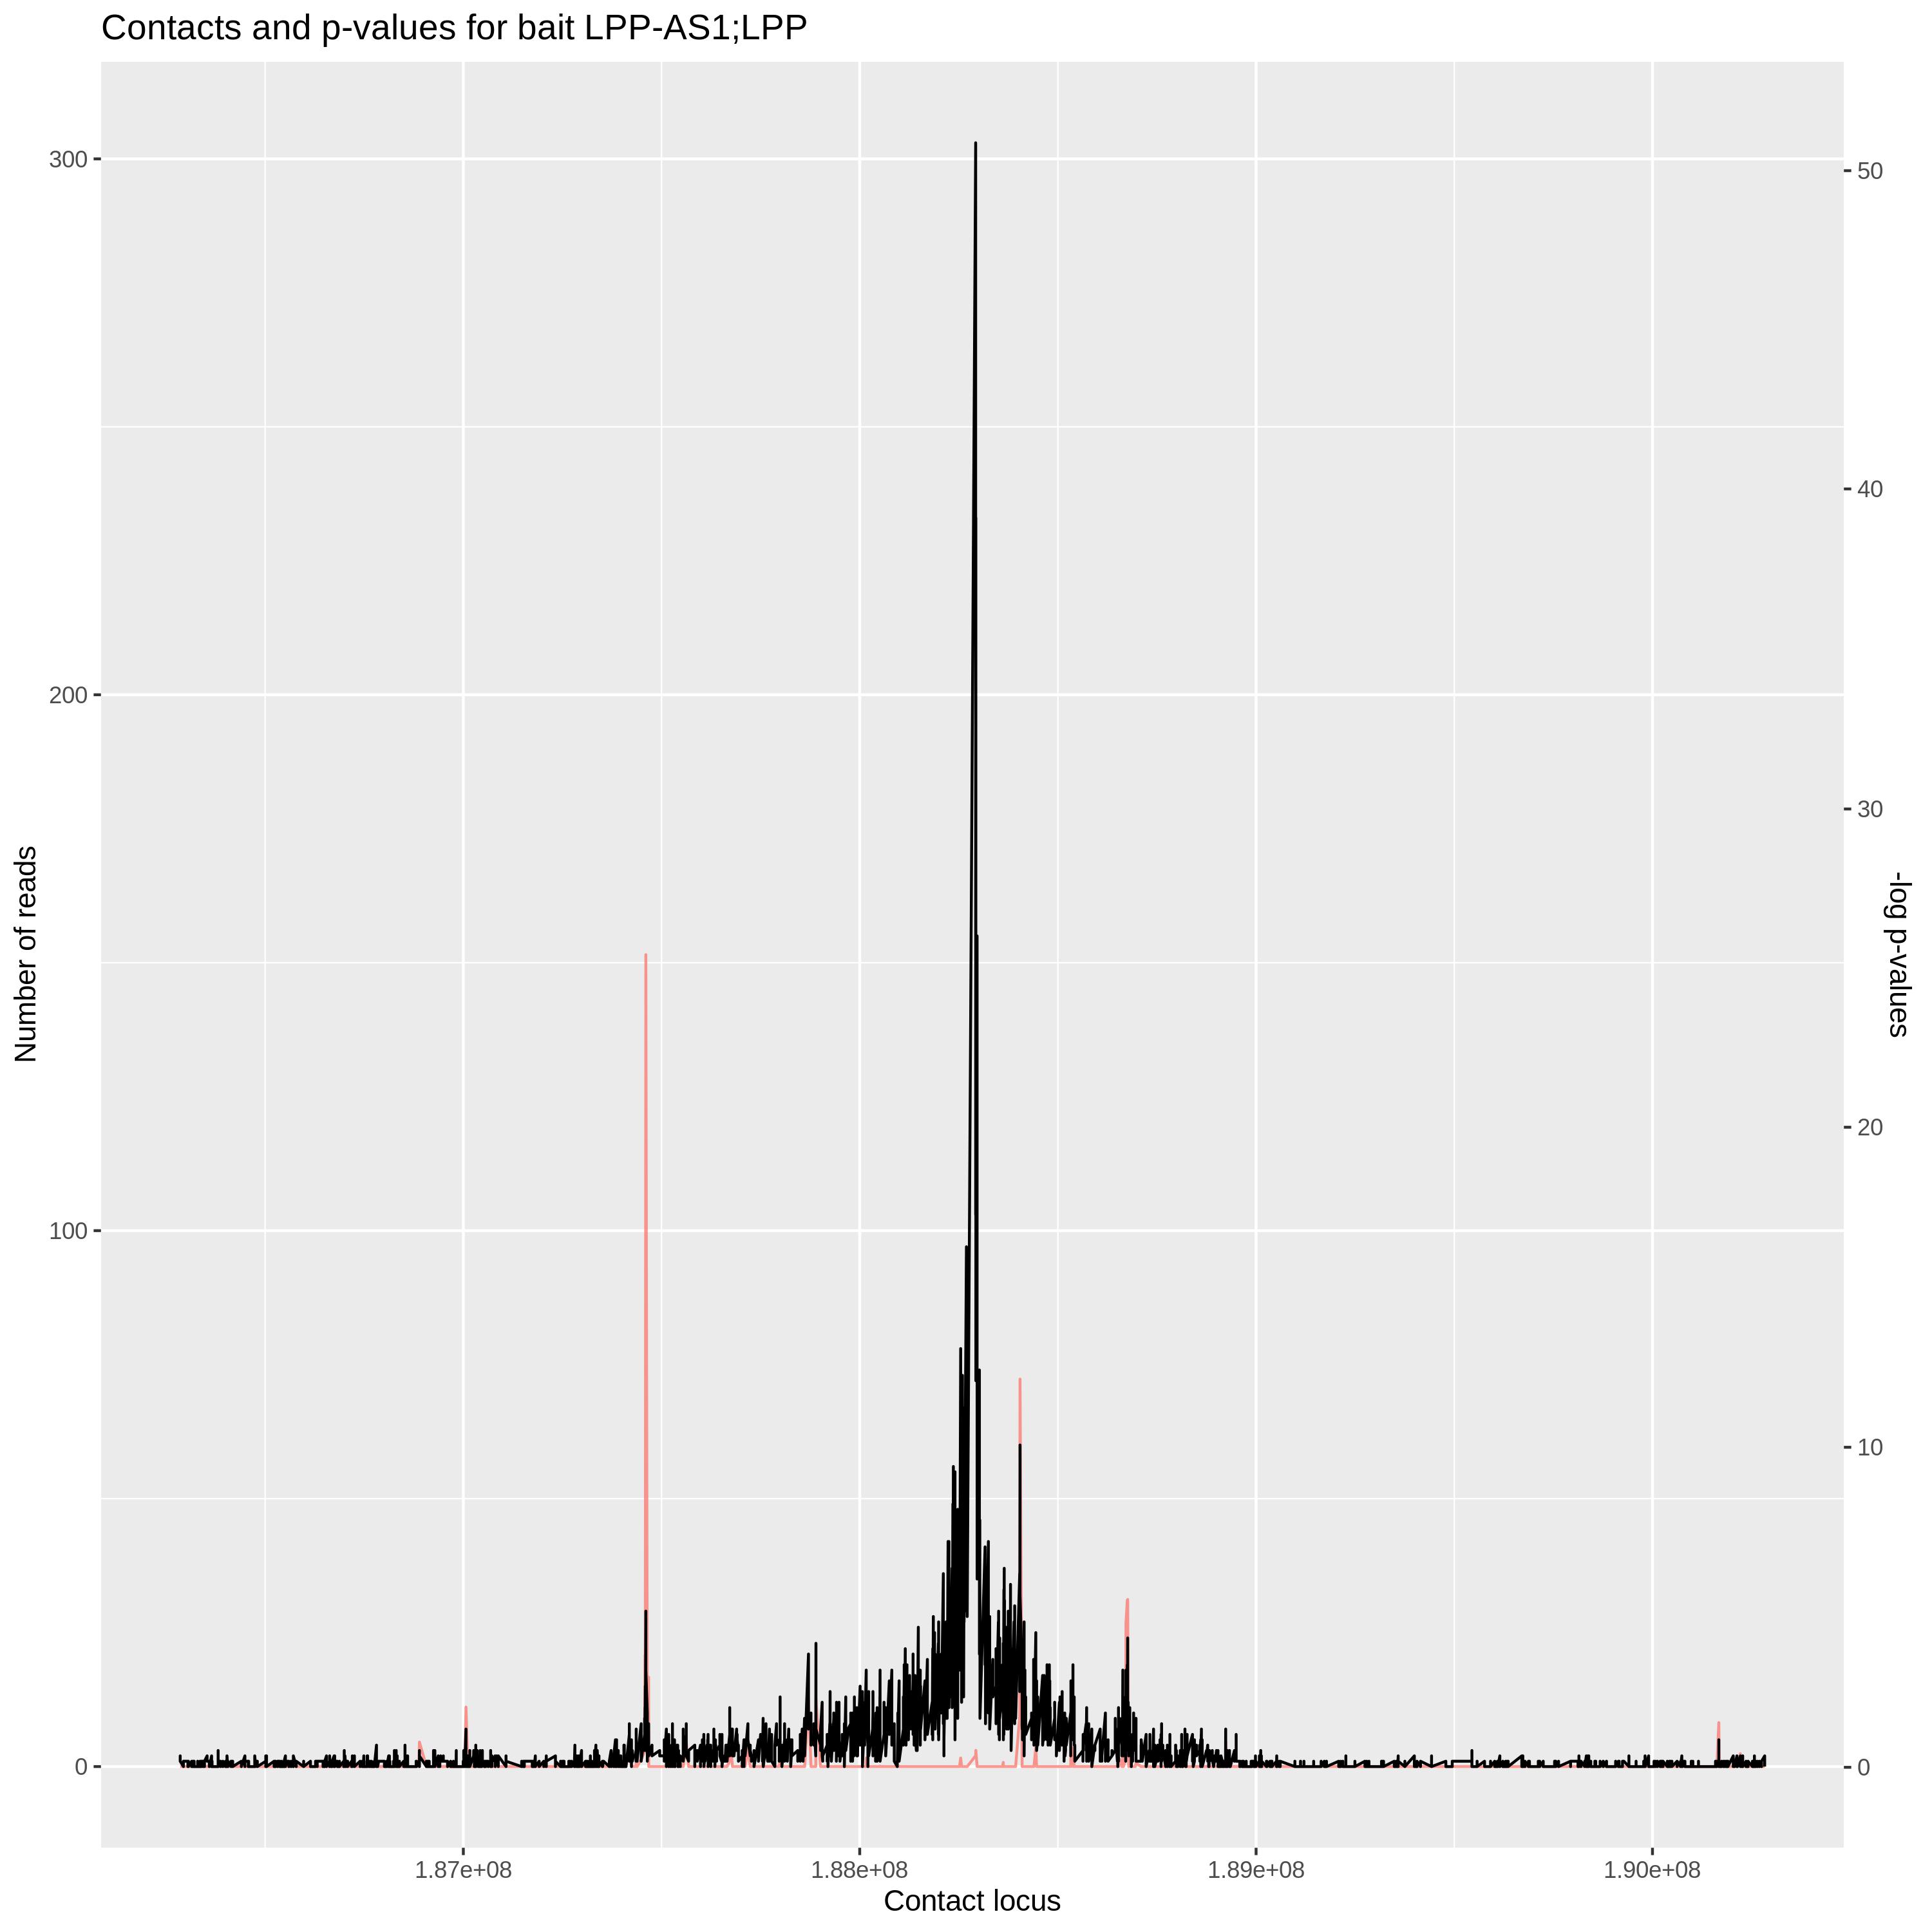 Contacts and p-values for bait LPP-AS1;LPP
300
200
100
0
Number of reads
50
40
30
20
10
0
-log p-values
1.87e+08
1.88e+08
1.89e+08
1.90e+08
Contact locus